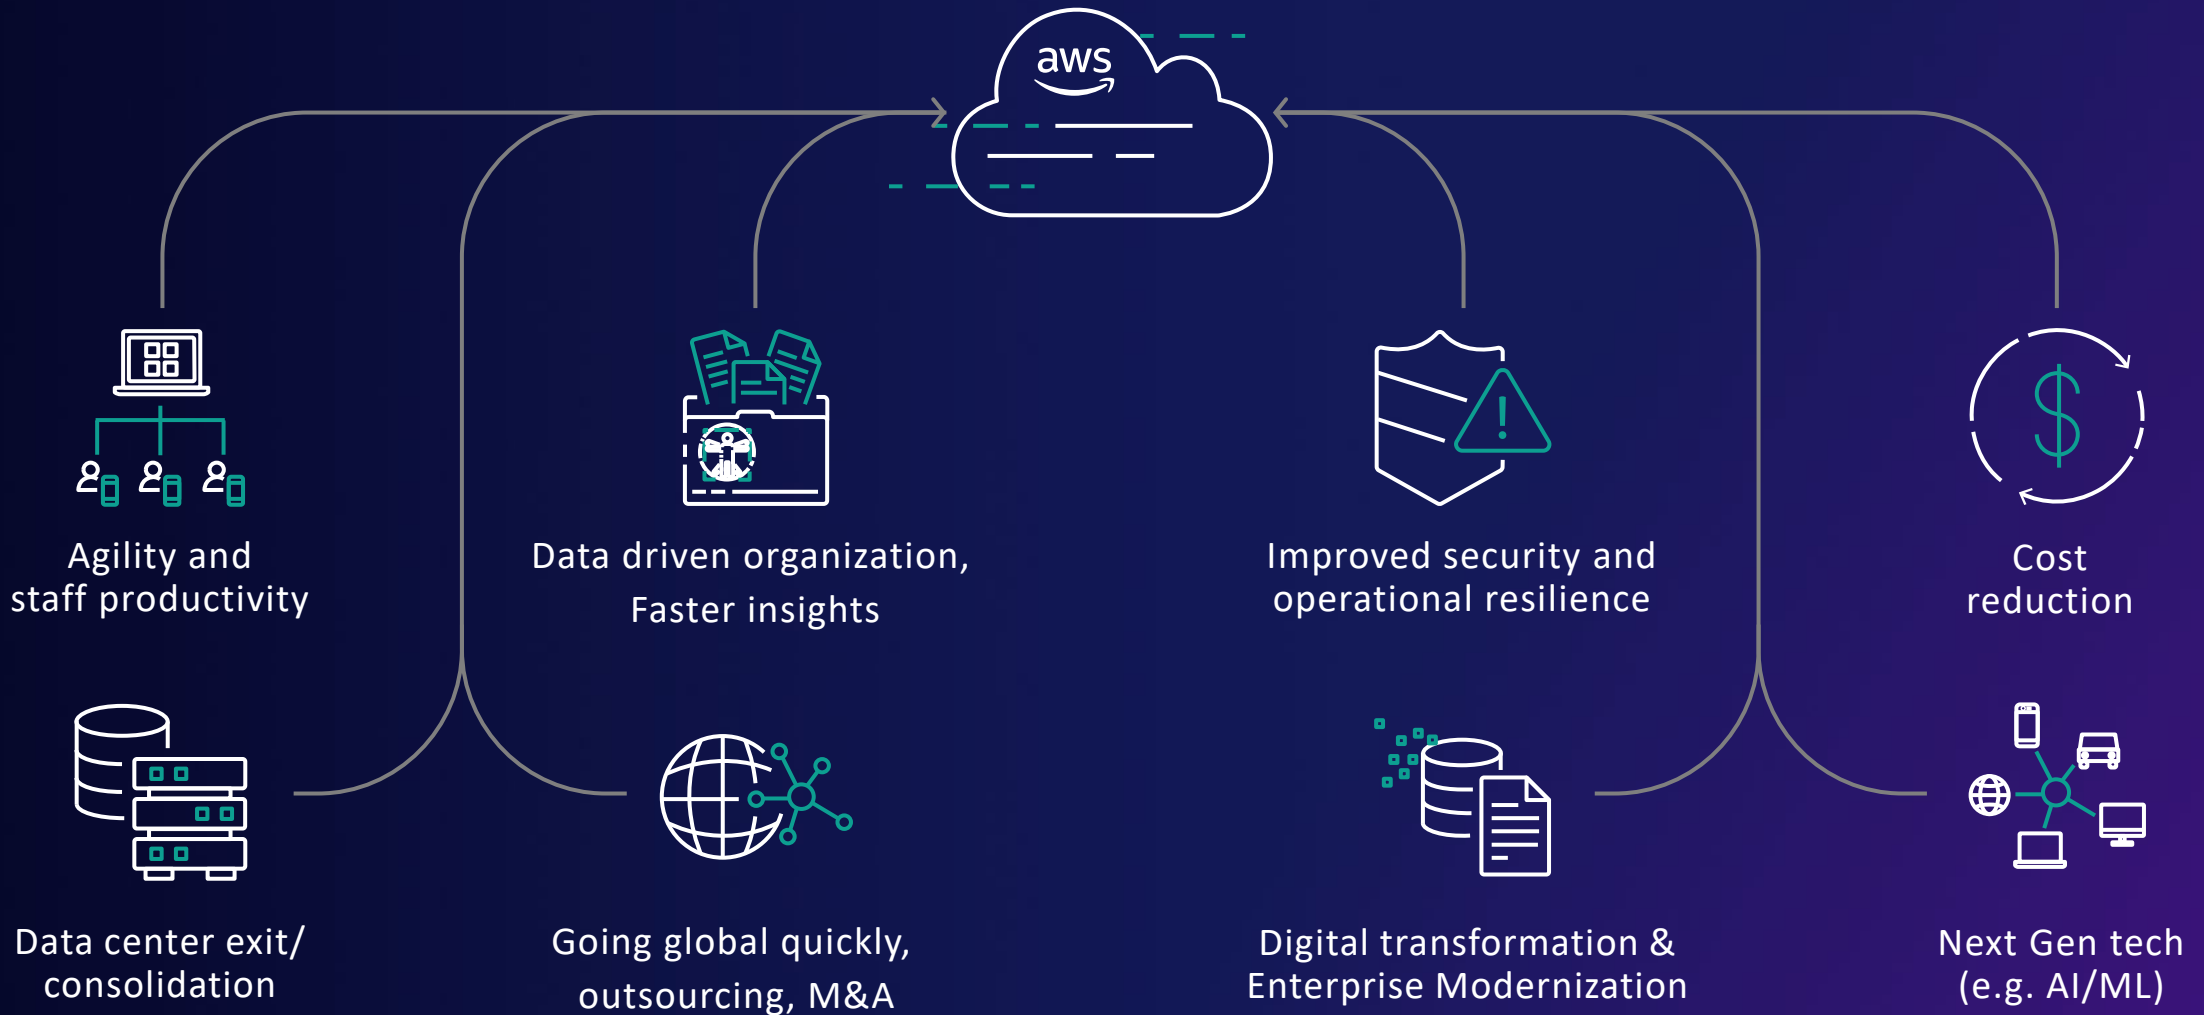 aws
Agility and
staff productivity
Data driven organization,
Faster insights
Improved security and
operational resilience
Cost
reduction
Data center exit/
consolidation
Going global quickly,
outsourcing, M&A
Digital transformation &
Enterprise Modernization
Next Gen tech
(e.g. AI/ML)